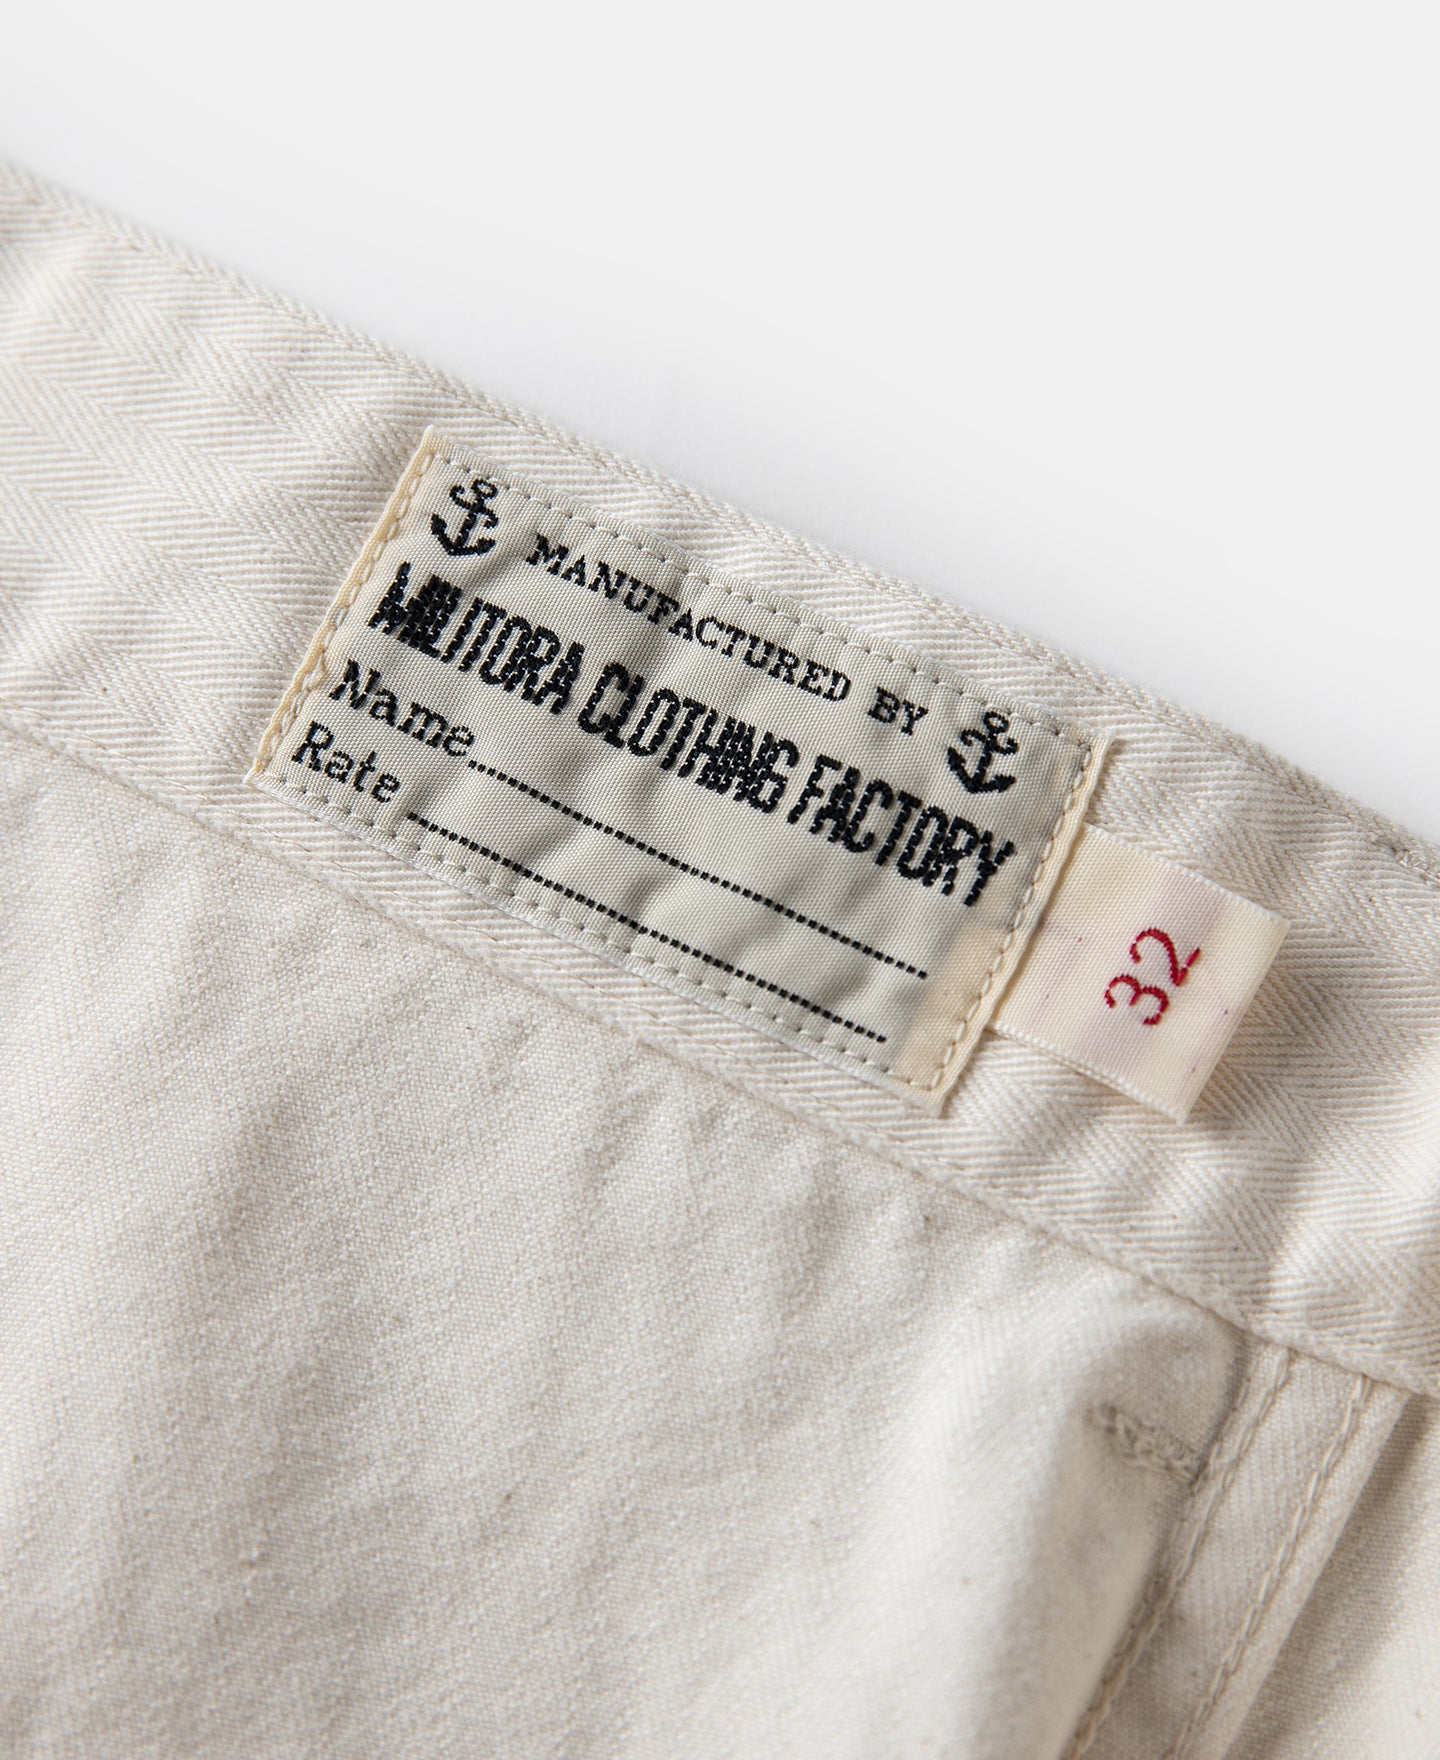 MANUFACTURED BY
MILITORA CLOTHING FACTORY
Name
Rate
32